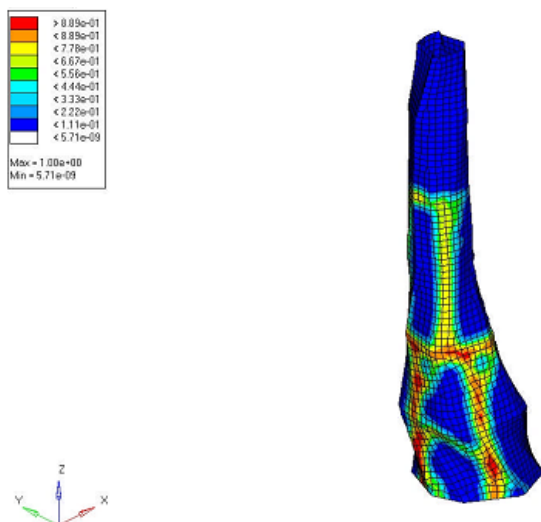 > 8.89e-01
< 8.89e-01
< 7.78e-01
< 6.67e-01
< 5.56e-01
< 4.44e-01
< 3.33e-01
< 2.22e-01
< 1.11e-01
< 5.71e-09
Max = 1.00e+00
Min = 5.71e-09
Z
Y
X